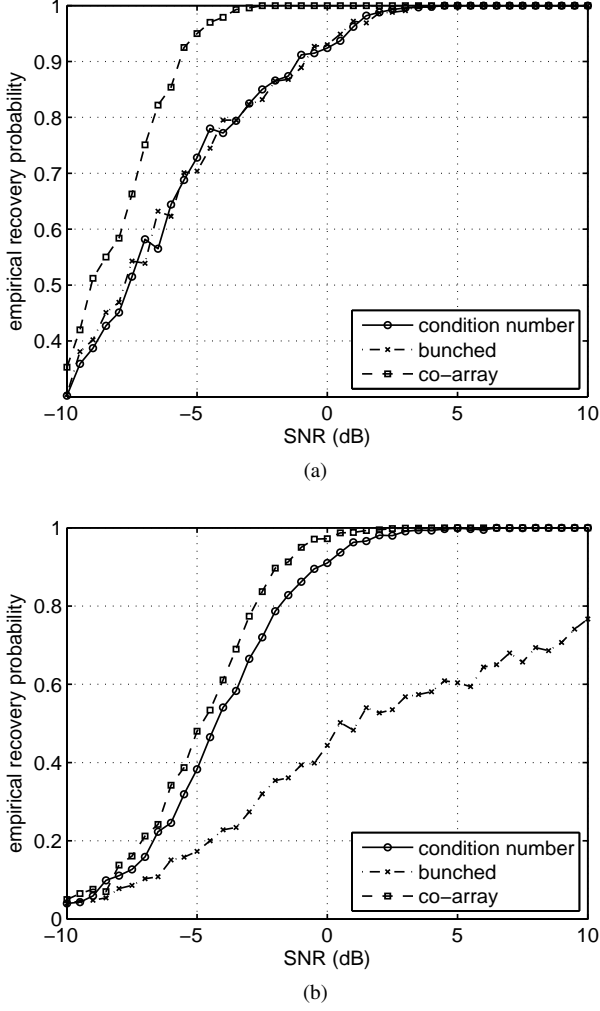 1
0.9
0.8
0.7
0.6
0.5
0.4
empirical recovery probability
condition number
bunched
co−array
−10 −5 0 5 10
SNR (dB)
(a)
1
0.8
0.6
0.4
0.2
0
empirical recovery probability
condition number
bunched
co−array
−10 −5 0 5 10
SNR (dB)
(b)